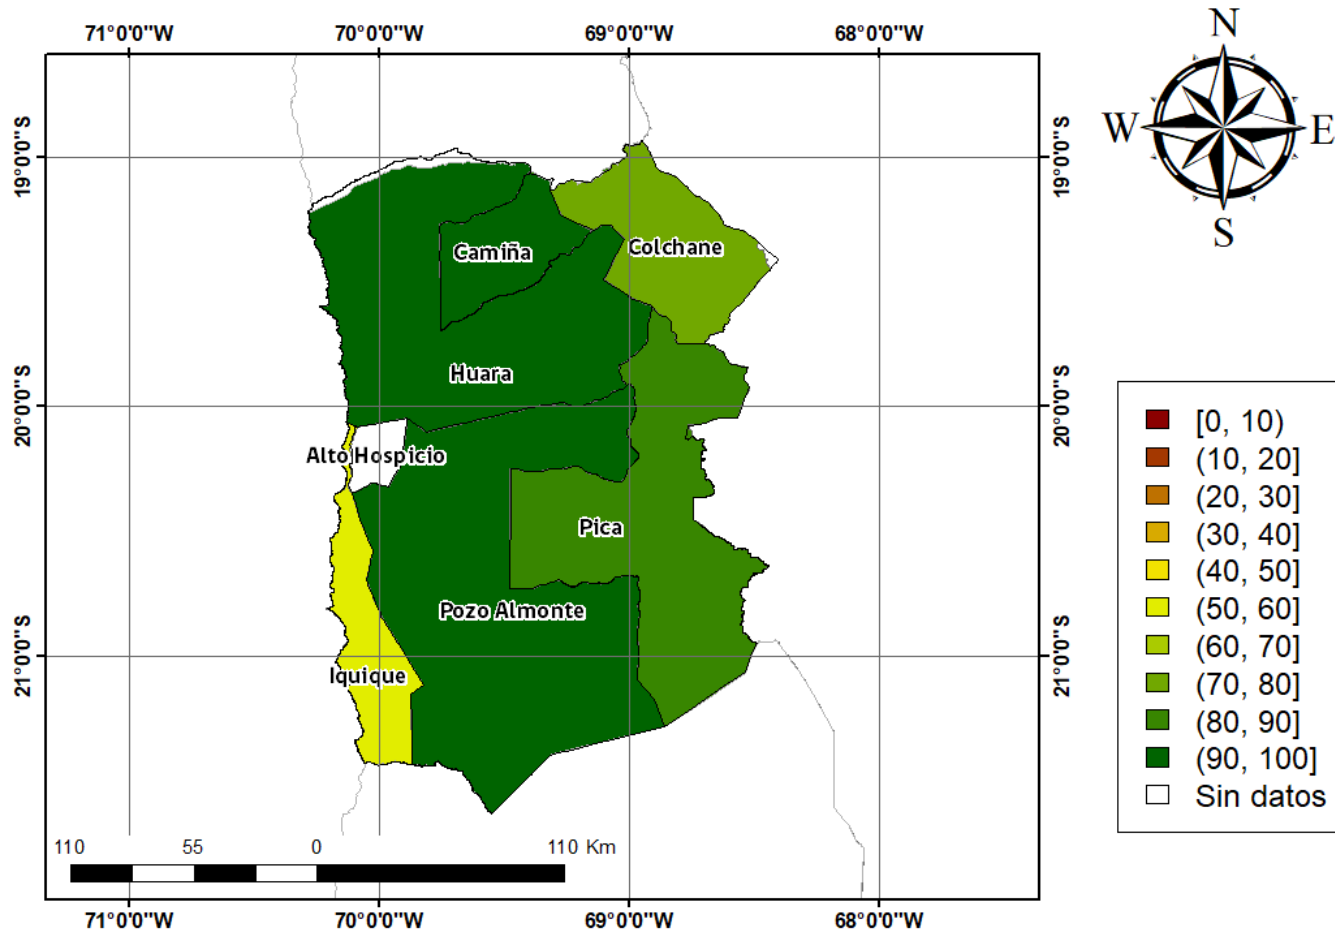 71°0'0"W 70°0'0"W 69°0'0"W 68°0'0"W
N
W E
S
19°0'0"S 19°0'0"S
Camiña Colchane
Huara
20°0'0"S 20°0'0"S
Alto Hospicio
Pica
Pozo Almonte
21°0'0"S 21°0'0"S
Iquique
[0, 10)
(10, 20]
(20, 30]
(30, 40]
(40, 50]
(50, 60]
(60, 70]
(70, 80]
(80, 90]
(90, 100]
Sin datos
110 55 0 110 Km
71°0'0"W 70°0'0"W 69°0'0"W 68°0'0"W